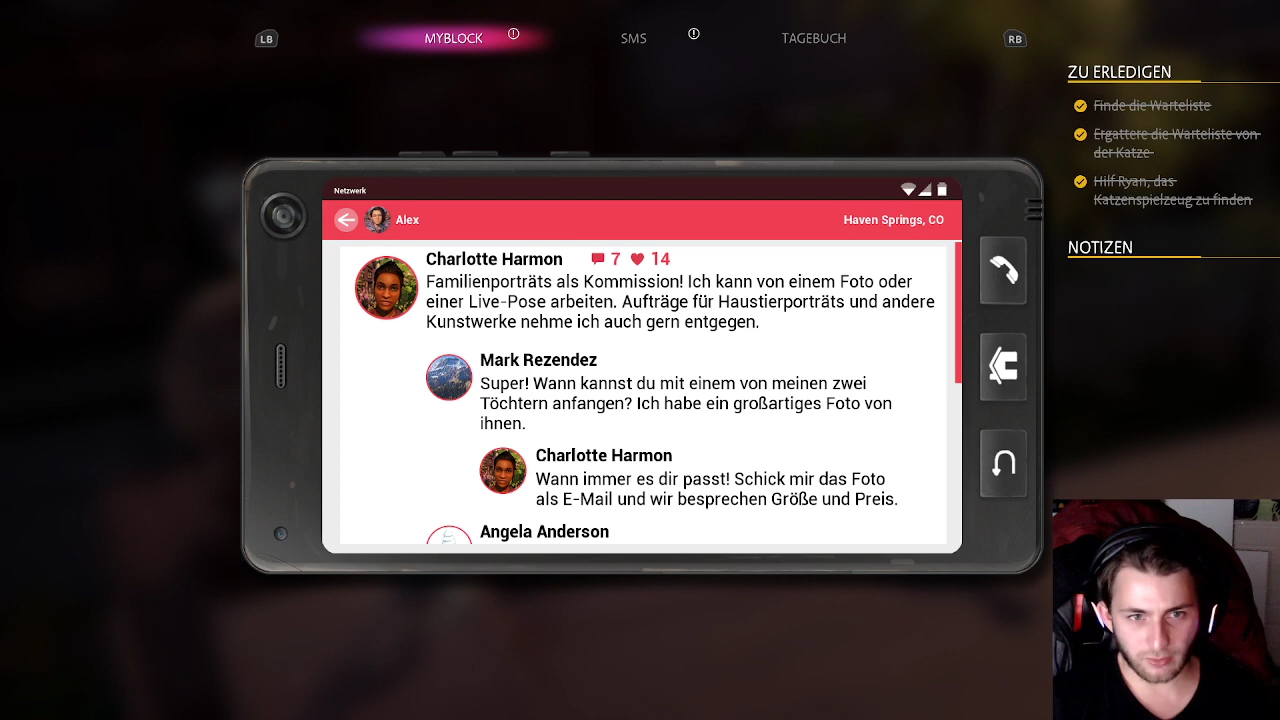 LB
MYBLOCK
SMS
TAGEBUCH
RB
ZU ERLEDIGEN
Finde die Warteliste
Ergattere die Warteliste von
der Katze
Hilf Ryan, das
Katzenspielzeug zu finden
NOTIZEN
Netzwerk
Alex
Haven Springs, CO
Charlotte Harmon 7 14
Familienporträts als Kommission! Ich kann von einem Foto oder
einer Live-Pose arbeiten. Aufträge für Haustierporträts und andere
Kunstwerke nehme ich auch gern entgegen.
Mark Rezendez
Super! Wann kannst du mit einem von meinen zwei
Töchtern anfangen? Ich habe ein großartiges Foto von
ihnen.
Charlotte Harmon
Wann immer es dir passt! Schick mir das Foto
als E-Mail und wir besprechen Größe und Preis.
Angela Anderson